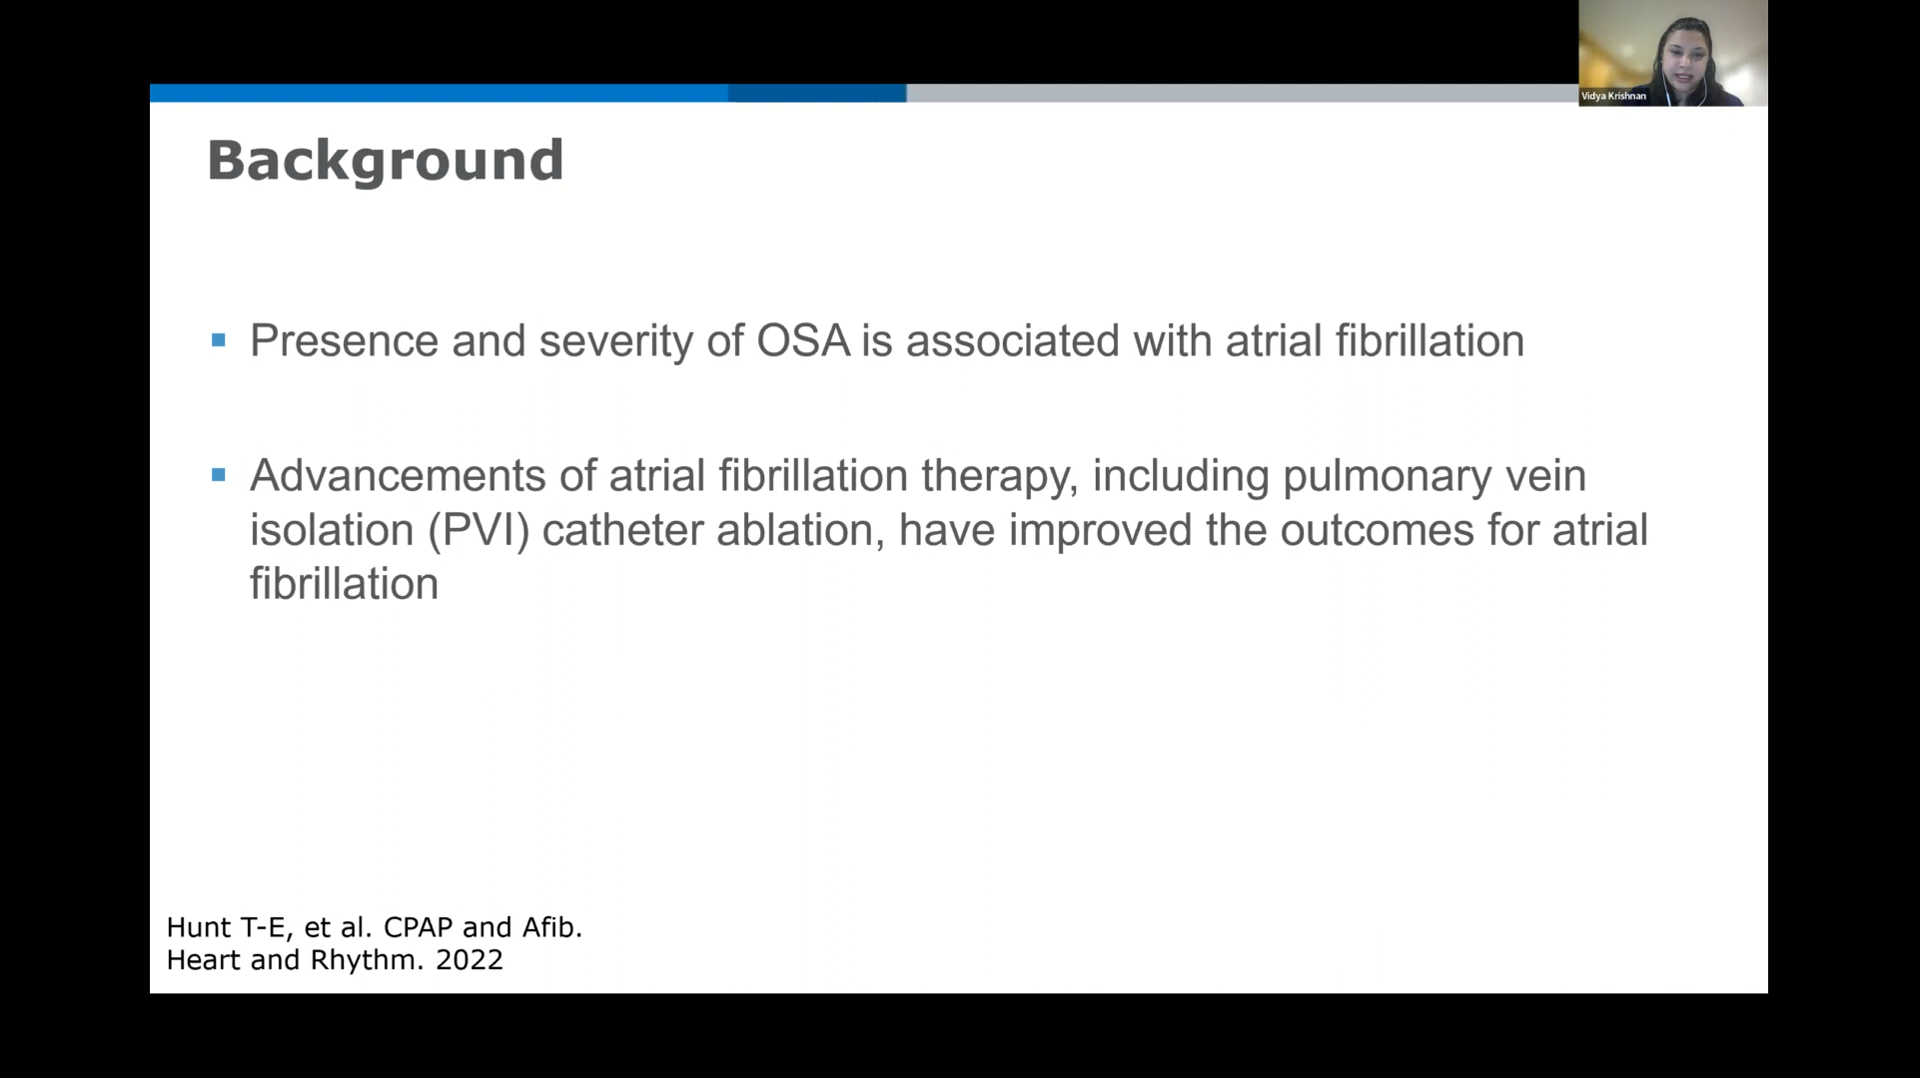 Vidya Krishnan
Background
Presence and severity of OSA is associated with atrial fibrillation
Advancements of atrial fibrillation therapy, including pulmonary vein
isolation (PVI) catheter ablation, have improved the outcomes for atrial
fibrillation
Hunt T-E, et al. CPAP and Afib.
Heart and Rhythm. 2022